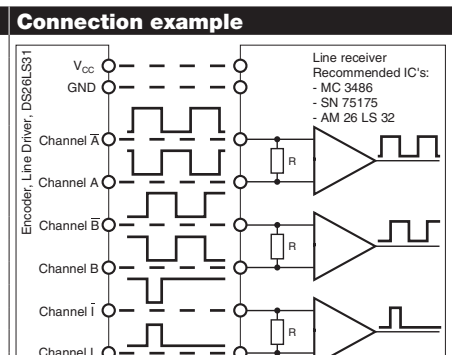 Connection example
Encoder, Line Driver, DS26LS31
VCC
GND
Channel A̅
Channel A
Channel B̅
Channel B
Channel I̅
Channel I
Line receiver
Recommended IC's:
- MC 3486
- SN 75175
- AM 26 LS 32
R
R
R